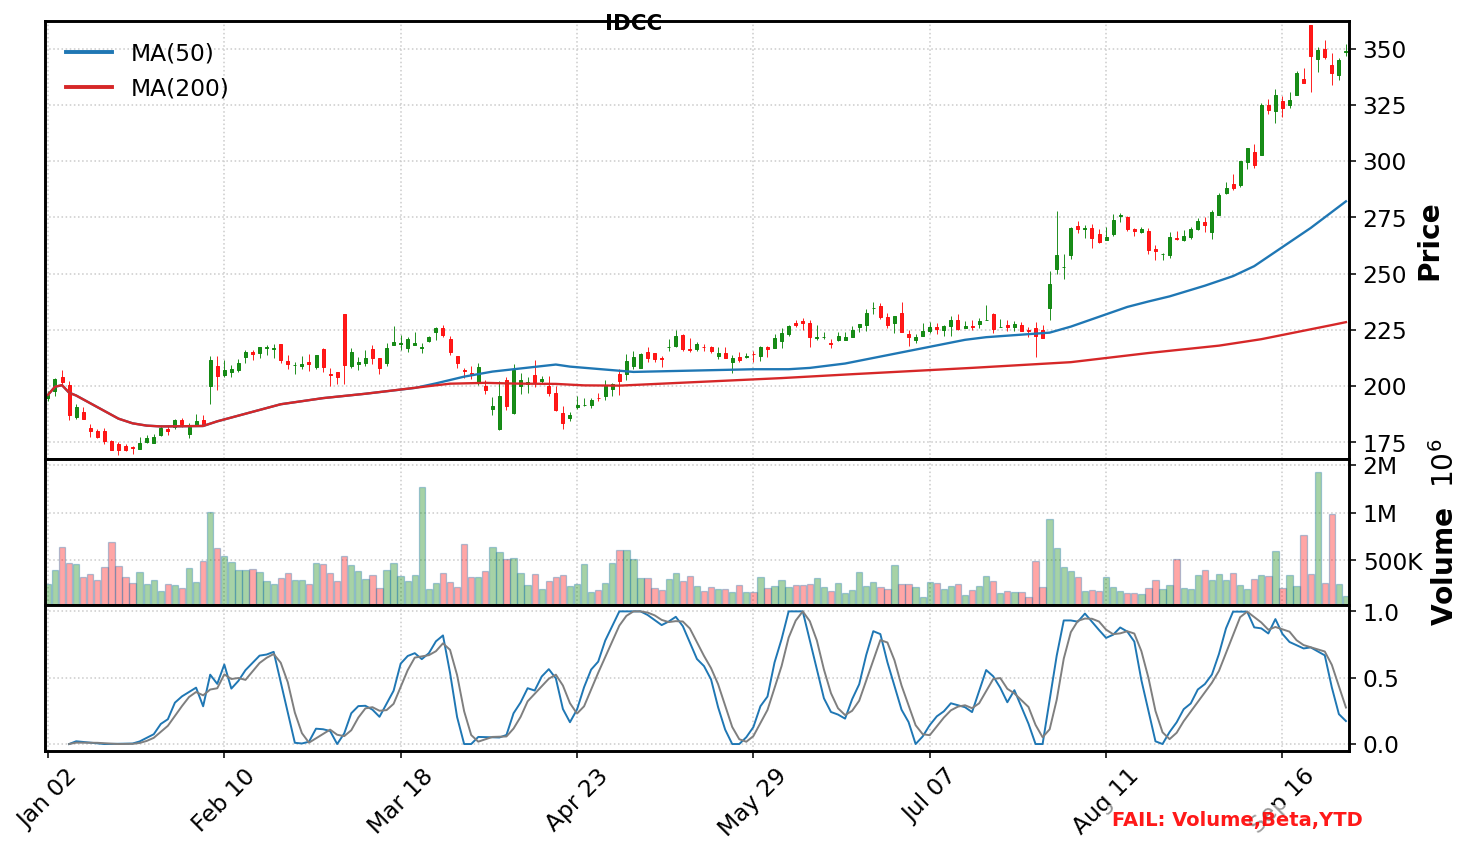 IDCC
MA(50)
MA(200)
350
325
300
275
250
225
200
175
Price
2M
1M
500K
Volume 10^6
1.0
0.5
0.0
Jan 02
Feb 10
Mar 18
Apr 23
May 29
Jul 07
Aug 11
Sep 16
FAIL: Volume,Beta,YTD